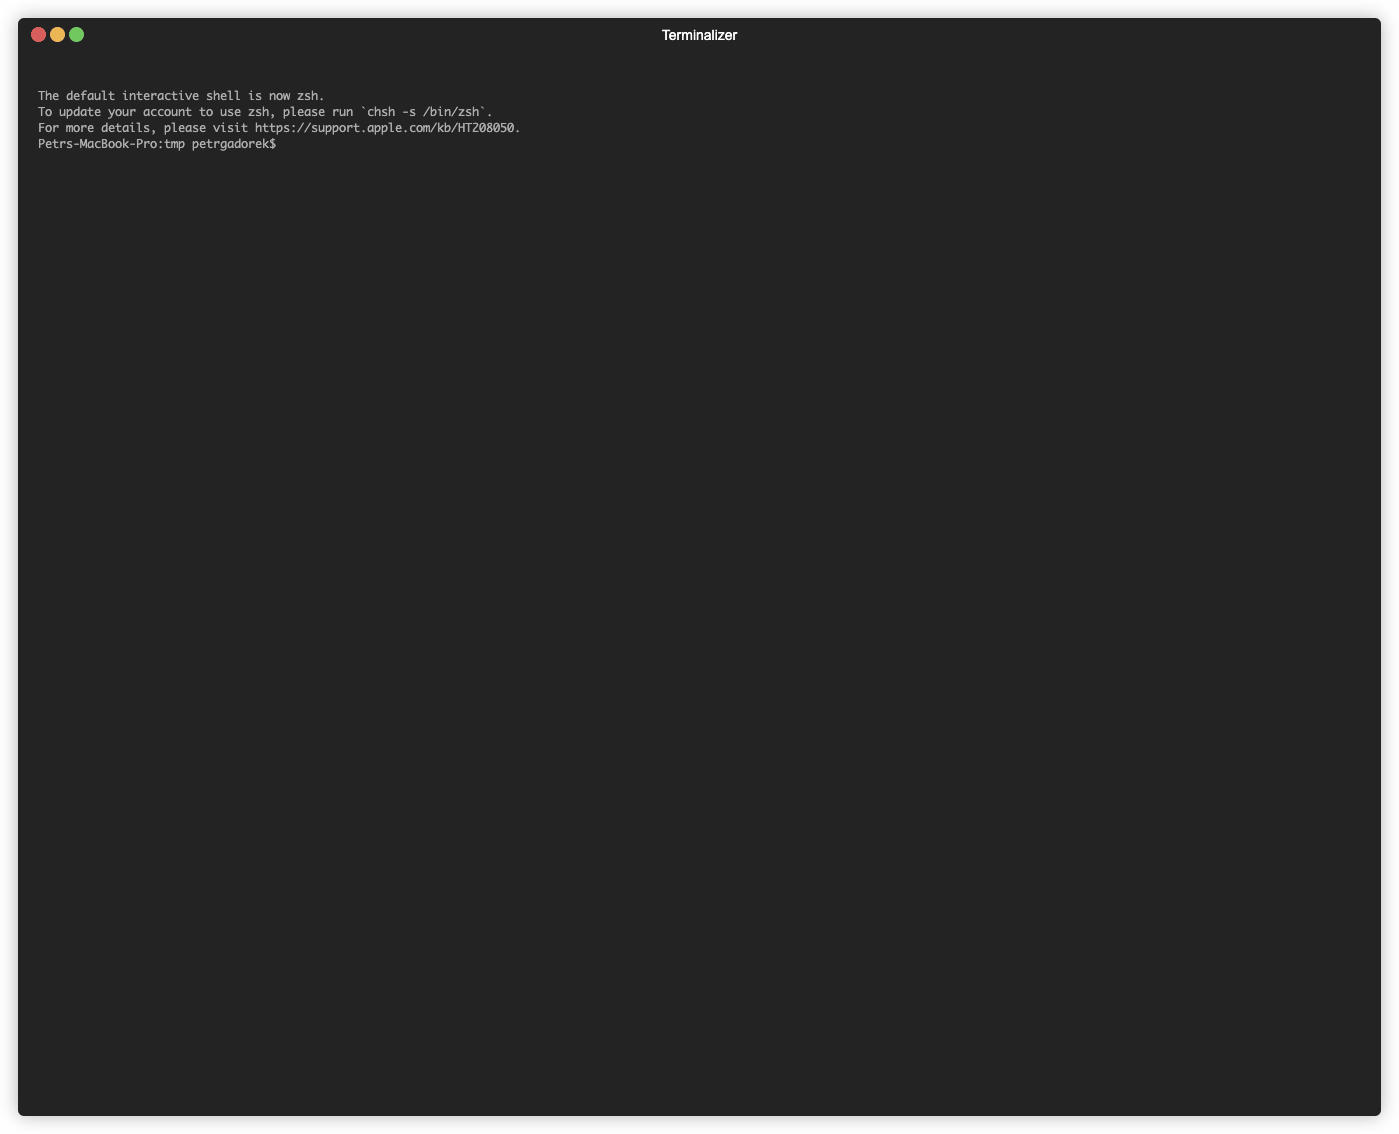 Terminalizer
The default interactive shell is now zsh.
To update your account to use zsh, please run `chsh -s /bin/zsh`.
For more details, please visit https://support.apple.com/kb/HT208050.
Petrs-MacBook-Pro:tmp petrgadorek$